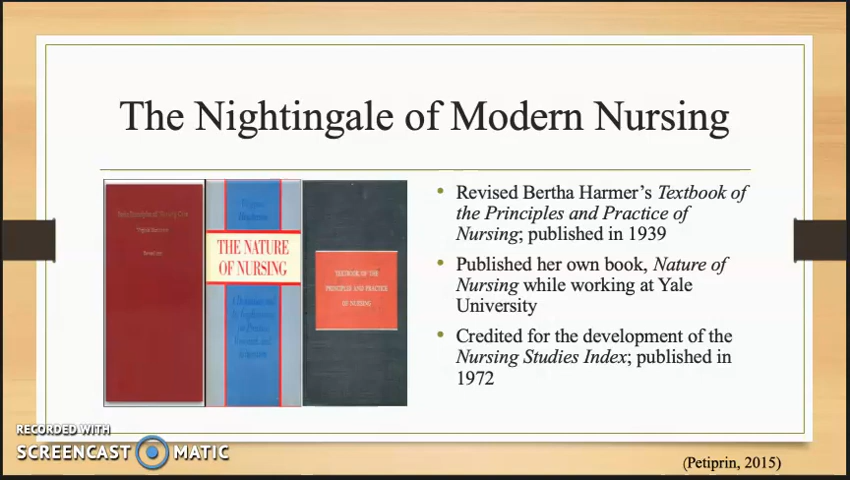 The Nightingale of Modern Nursing
Virginia
Henderson
THE NATURE
OF NURSING
TEXTBOOK OF THE
PRINCIPLES AND PRACTICE
OF NURSING
• Revised Bertha Harmer's Textbook of
the Principles and Practice of
Nursing; published in 1939
• Published her own book, Nature of
Nursing while working at Yale
University
• Credited for the development of the
Nursing Studies Index; published in
1972
RECORDED WITH
SCREENCAST MATIC
(Petiprin, 2015)